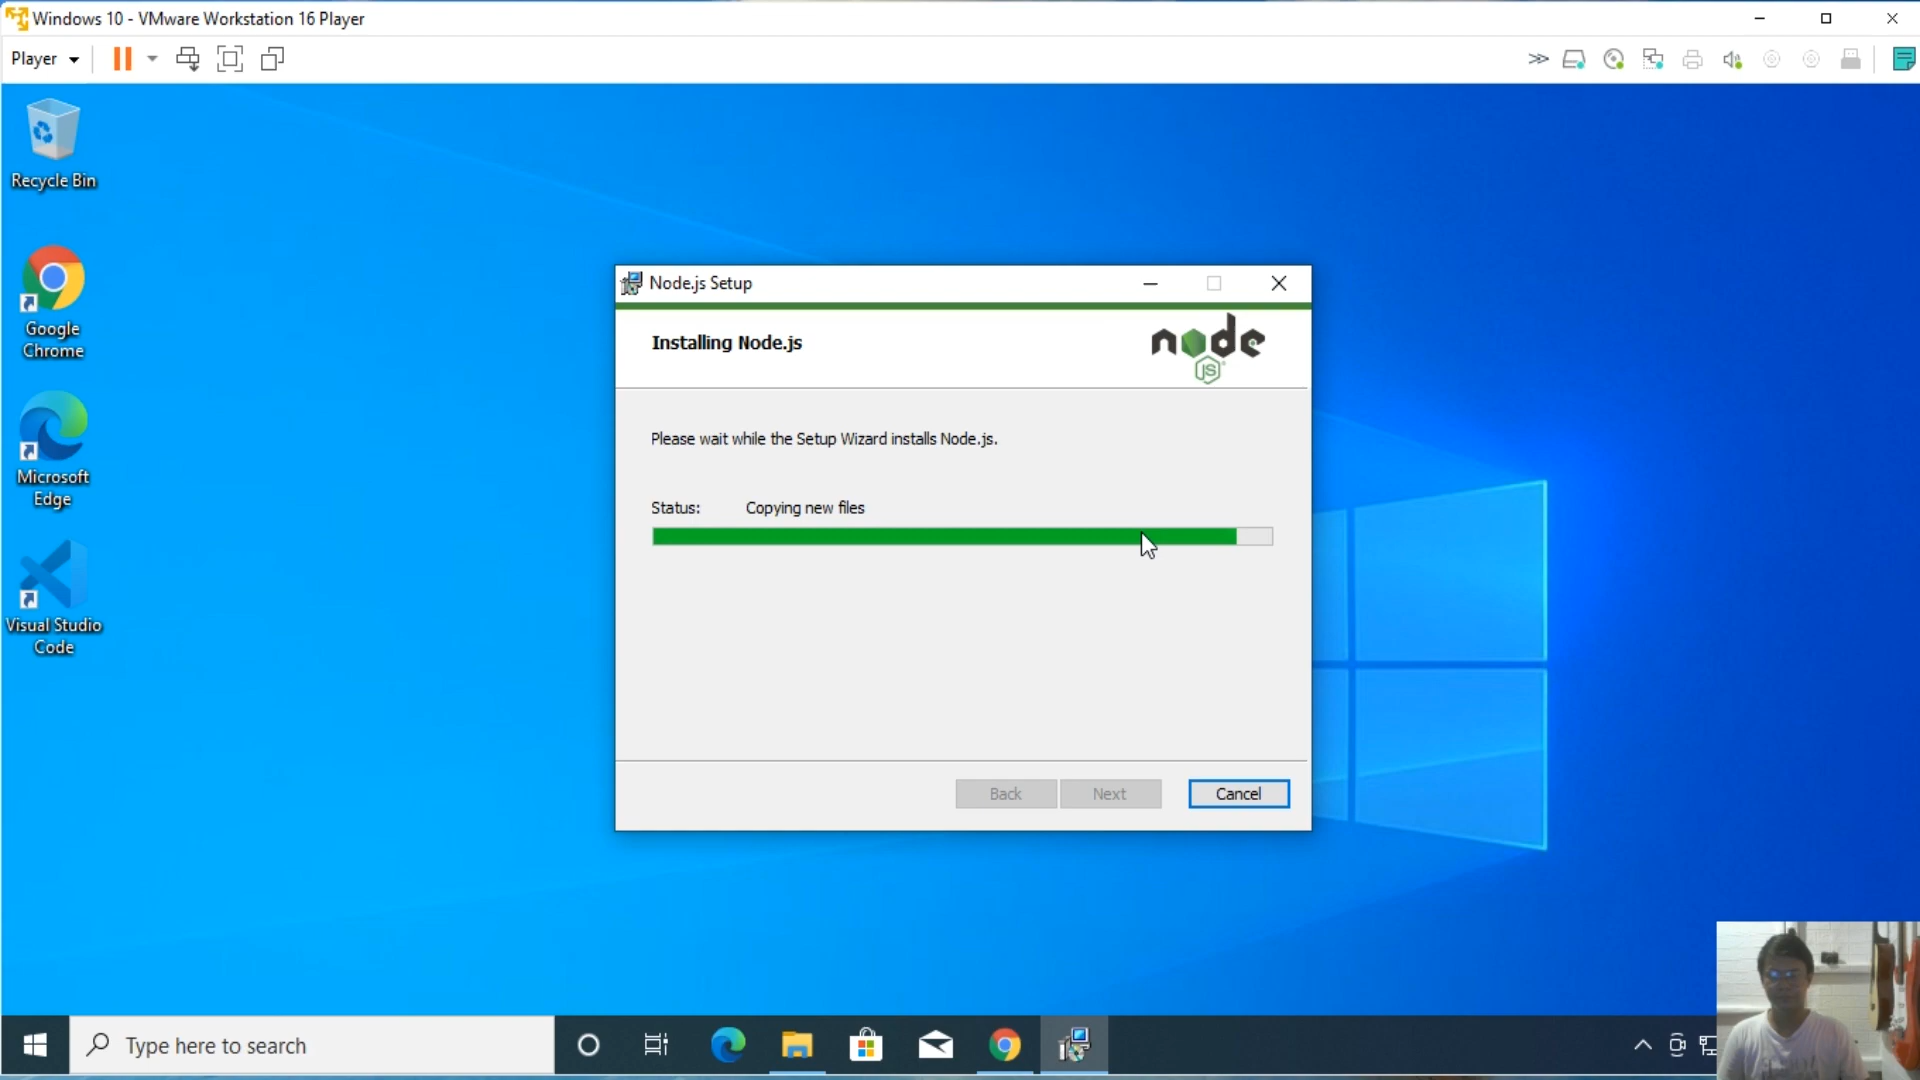 Windows 10 - VMware Workstation 16 Player
Player
Recycle Bin
Google
Chrome
Microsoft
Edge
Visual Studio
Code
Node.js Setup
Installing Node.js
node
JS
Please wait while the Setup Wizard installs Node.js.
Status: Copying new files
Back Next Cancel
Type here to search